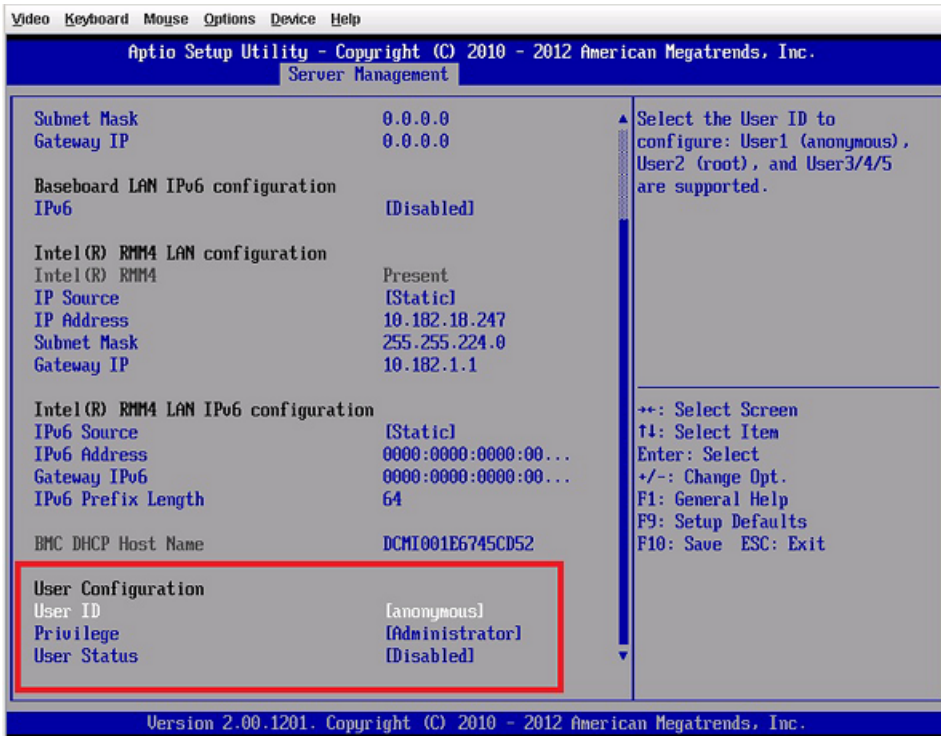 Video Keyboard Mouse Options Device Help
Aptio Setup Utility - Copyright (C) 2010 - 2012 American Megatrends, Inc.
Server Management
Subnet Mask 0.0.0.0
Gateway IP 0.0.0.0
Baseboard LAN IPv6 configuration
IPv6 [Disabled]
Intel(R) RMM4 LAN configuration
Intel(R) RMM4 Present
IP Source [Static]
IP Address 10.182.18.247
Subnet Mask 255.255.224.0
Gateway IP 10.182.1.1
Intel(R) RMM4 LAN IPv6 configuration
IPv6 Source [Static]
IPv6 Address 0000:0000:0000:00...
Gateway IPv6 0000:0000:0000:00...
IPv6 Prefix Length 64
BMC DHCP Host Name DCMI001E6745CD52
User Configuration
User ID [anonymous]
Privilege [Administrator]
User Status [Disabled]
Select the User ID to
configure: User1 (anonymous),
User2 (root), and User3/4/5
are supported.
→←: Select Screen
↑↓: Select Item
Enter: Select
+/-: Change Opt.
F1: General Help
F9: Setup Defaults
F10: Save ESC: Exit
Version 2.00.1201. Copyright (C) 2010 - 2012 American Megatrends, Inc.